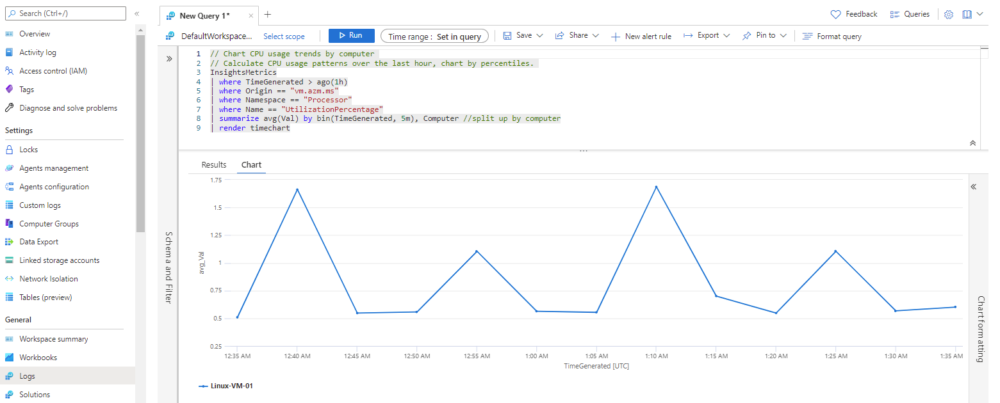 Search (Ctrl+/)
Overview
Activity log
Access control (IAM)
Tags
Diagnose and solve problems
Settings
Locks
Agents management
Agents configuration
Custom logs
Computer Groups
Data Export
Linked storage accounts
Network Isolation
Tables (preview)
General
Workspace summary
Workbooks
Logs
Solutions
New Query 1*
Feedback
Queries
DefaultWorkspace...
Select scope
Run
Time range : Set in query
Save
Share
New alert rule
Export
Pin to
Format query
1 // Chart CPU usage trends by computer
2 // Calculate CPU usage patterns over the last hour, chart by percentiles.
3 InsightsMetrics
4 | where TimeGenerated > ago(1h)
5 | where Origin == "vm.azm.ms"
6 | where Namespace == "Processor"
7 | where Name == "UtilizationPercentage"
8 | summarize avg(Val) by bin(TimeGenerated, 5m), Computer //split up by computer
9 | render timechart
Schema and Filter
Results
Chart
1.75
1.5
1.25
1
0.75
0.5
0.25
avg_Val
12:35 AM 12:40 AM 12:45 AM 12:50 AM 12:55 AM 1:00 AM 1:05 AM 1:10 AM 1:15 AM 1:20 AM 1:25 AM 1:30 AM 1:35 AM
TimeGenerated [UTC]
Linux-VM-01
Chart formatting